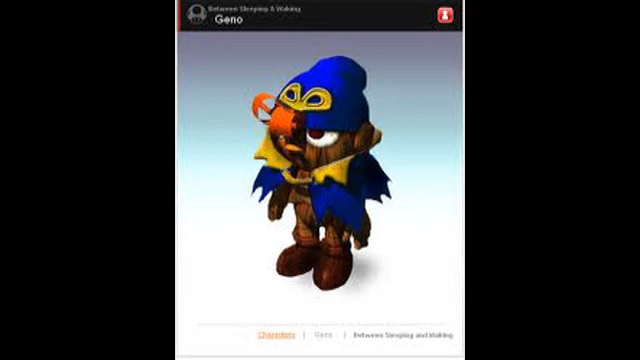 Between Sleeping & Waking
Geno
Characters | Geno | Between Sleeping and Waking